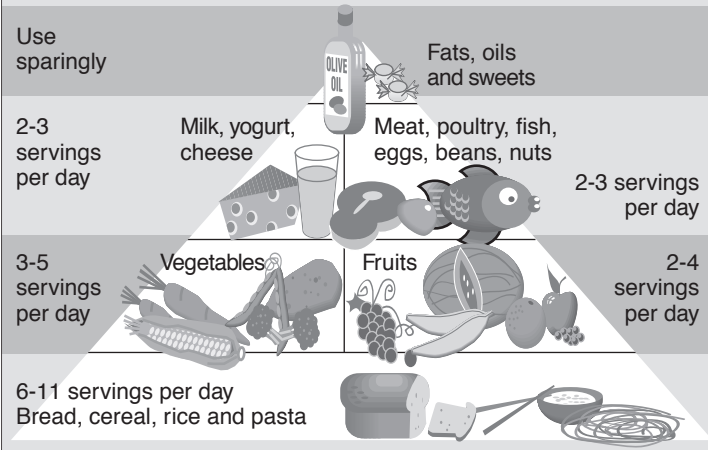 Use
sparingly
OLIVE
OIL
Fats, oils
and sweets
2-3
servings
per day
Milk, yogurt,
cheese
Meat, poultry, fish,
eggs, beans, nuts
2-3 servings
per day
3-5
servings
per day
Vegetables
Fruits
2-4
servings
per day
6-11 servings per day
Bread, cereal, rice and pasta